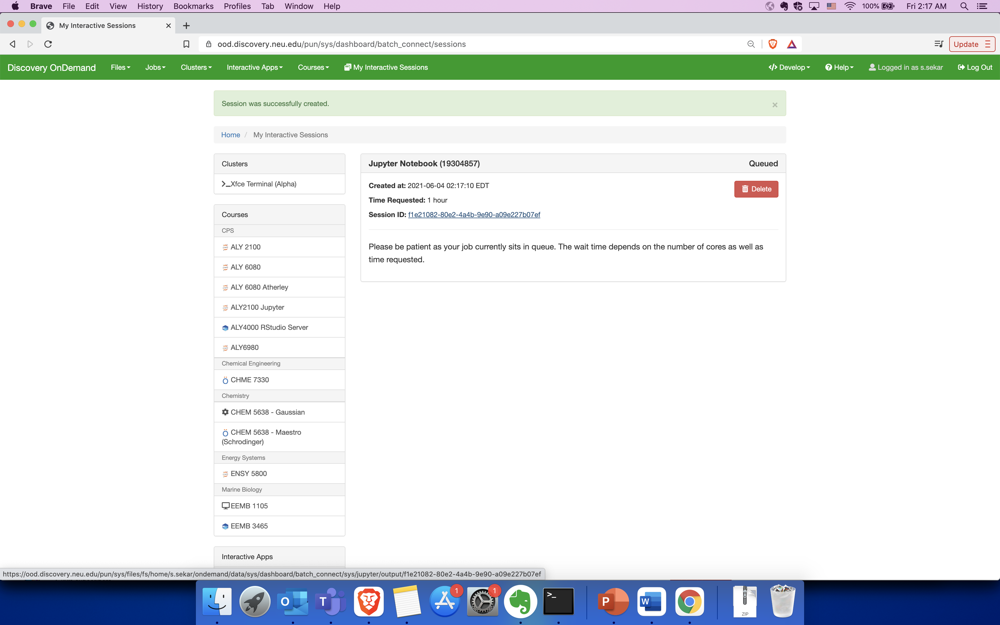 Brave File Edit View History Bookmarks Profiles Tab Window Help 100% Fri 2:17 AM
My Interactive Sessions
ood.discovery.neu.edu/pun/sys/dashboard/batch_connect/sessions Update
Discovery OnDemand Files Jobs Clusters Interactive Apps Courses My Interactive Sessions </> Develop Help Logged in as s.sekar Log Out
Session was successfully created. ×
Home / My Interactive Sessions
Clusters
Xfce Terminal (Alpha)
Courses
CPS
ALY 2100
ALY 6080
ALY 6080 Atherley
ALY2100 Jupyter
ALY4000 RStudio Server
ALY6980
Chemical Engineering
CHME 7330
Chemistry
CHEM 5638 - Gaussian
CHEM 5638 - Maestro
(Schrodinger)
Energy Systems
ENSY 5800
Marine Biology
EEMB 1105
EEMB 3465
Interactive Apps
Jupyter Notebook (19304857) Queued
Created at: 2021-06-04 02:17:10 EDT
Delete
Time Requested: 1 hour
Session ID: f1e21082-80e2-4a4b-9e90-a09e227b07ef
Please be patient as your job currently sits in queue. The wait time depends on the number of cores as well as
time requested.
https://ood.discovery.neu.edu/pun/sys/files/fs/home/s.sekar/ondemand/data/sys/dashboard/batch_connect/sys/jupyter/output/f1e21082-80e2-4a4b-9e90-a09e227b07ef
O T 1 1 >_ P W ZIP